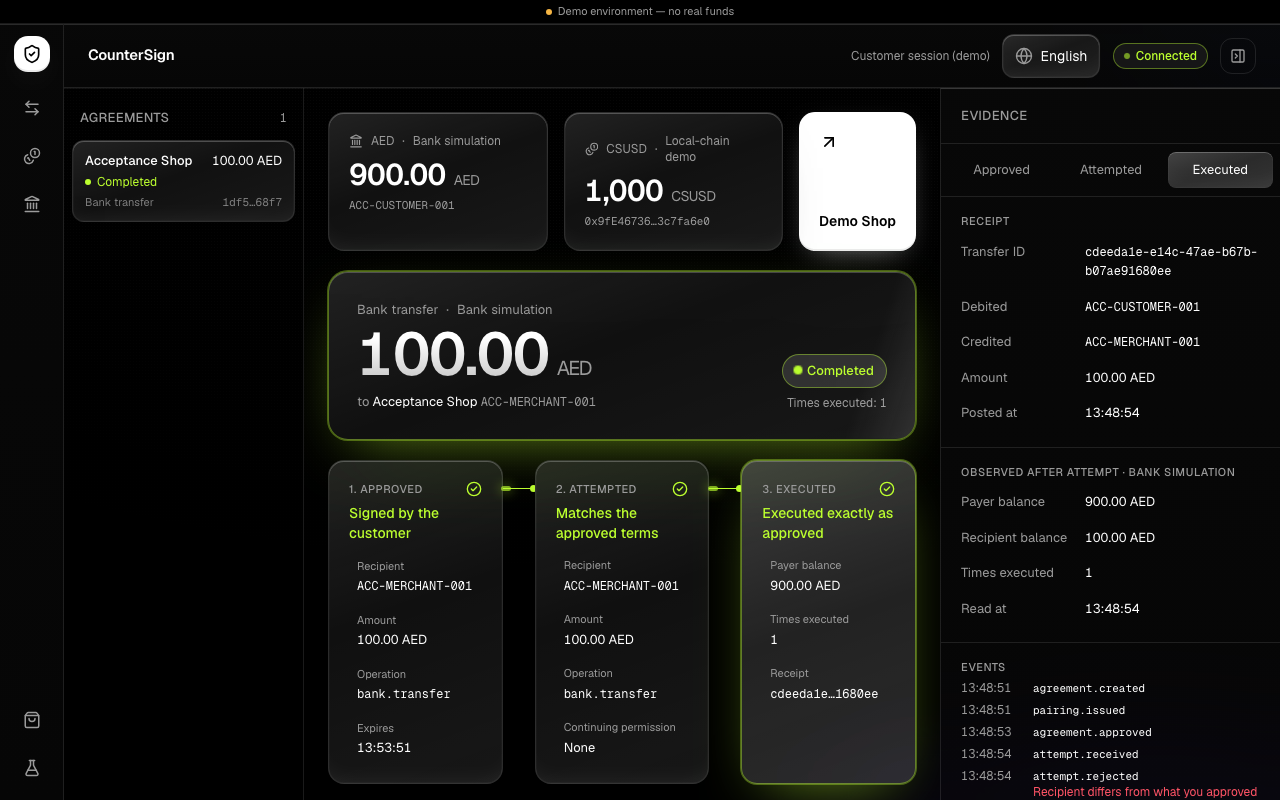 Demo environment — no real funds
CounterSign
Customer session (demo)
English
Connected
AGREEMENTS 1
Acceptance Shop 100.00 AED
Completed
Bank transfer 1df5…68f7
AED · Bank simulation
900.00 AED
ACC-CUSTOMER-001
CSUSD · Local-chain
demo
1,000 CSUSD
0x9fE46736…3c7fa6e0
Demo Shop
Bank transfer · Bank simulation
100.00 AED
to Acceptance Shop ACC-MERCHANT-001
Completed
Times executed: 1
1. APPROVED
Signed by the
customer
Recipient
ACC-MERCHANT-001
Amount
100.00 AED
Operation
bank.transfer
Expires
13:53:51
2. ATTEMPTED
Matches the
approved terms
Recipient
ACC-MERCHANT-001
Amount
100.00 AED
Operation
bank.transfer
Continuing permission
None
3. EXECUTED
Executed exactly as
approved
Payer balance
900.00 AED
Times executed
1
Receipt
cdeeda1e…1680ee
EVIDENCE
Approved Attempted Executed
RECEIPT
Transfer ID cdeeda1e-e14c-47ae-b67b-
b07ae91680ee
Debited ACC-CUSTOMER-001
Credited ACC-MERCHANT-001
Amount 100.00 AED
Posted at 13:48:54
OBSERVED AFTER ATTEMPT · BANK SIMULATION
Payer balance 900.00 AED
Recipient balance 100.00 AED
Times executed 1
Read at 13:48:54
EVENTS
13:48:51 agreement.created
13:48:51 pairing.issued
13:48:53 agreement.approved
13:48:54 attempt.received
13:48:54 attempt.rejected
Recipient differs from what you approved